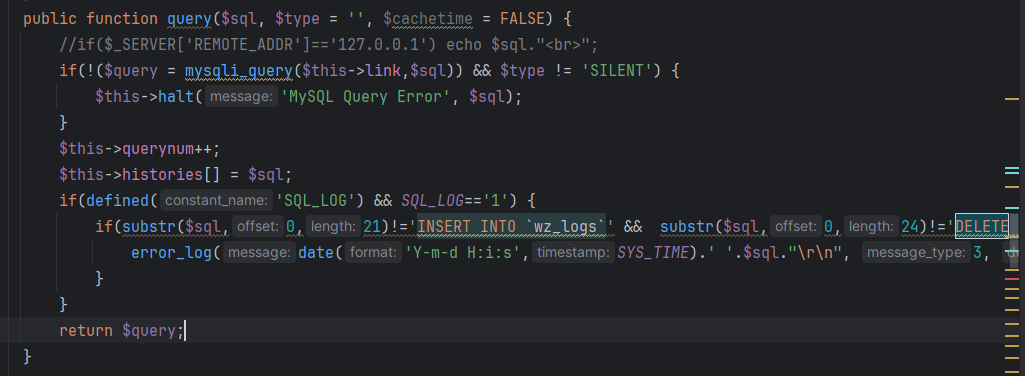 public function query($sql, $type = '', $cachetime = FALSE) {
//if($_SERVER['REMOTE_ADDR']=='127.0.0.1') echo $sql."<br>";
if(!($query = mysqli_query($this->link,$sql)) && $type != 'SILENT') {
$this->halt( message: 'MySQL Query Error', $sql);
}
$this->querynum++;
$this->histories[] = $sql;
if(defined( constant_name: 'SQL_LOG') && SQL_LOG=='1') {
if(substr($sql, offset: 0, length: 21)!='INSERT INTO `wz_logs`' && substr($sql, offset: 0, length: 24)!='DELETE
error_log( message: date( format: 'Y-m-d H:i:s', timestamp: SYS_TIME).' '.$sql."\r\n", message_type: 3,
}
}
return $query;
}